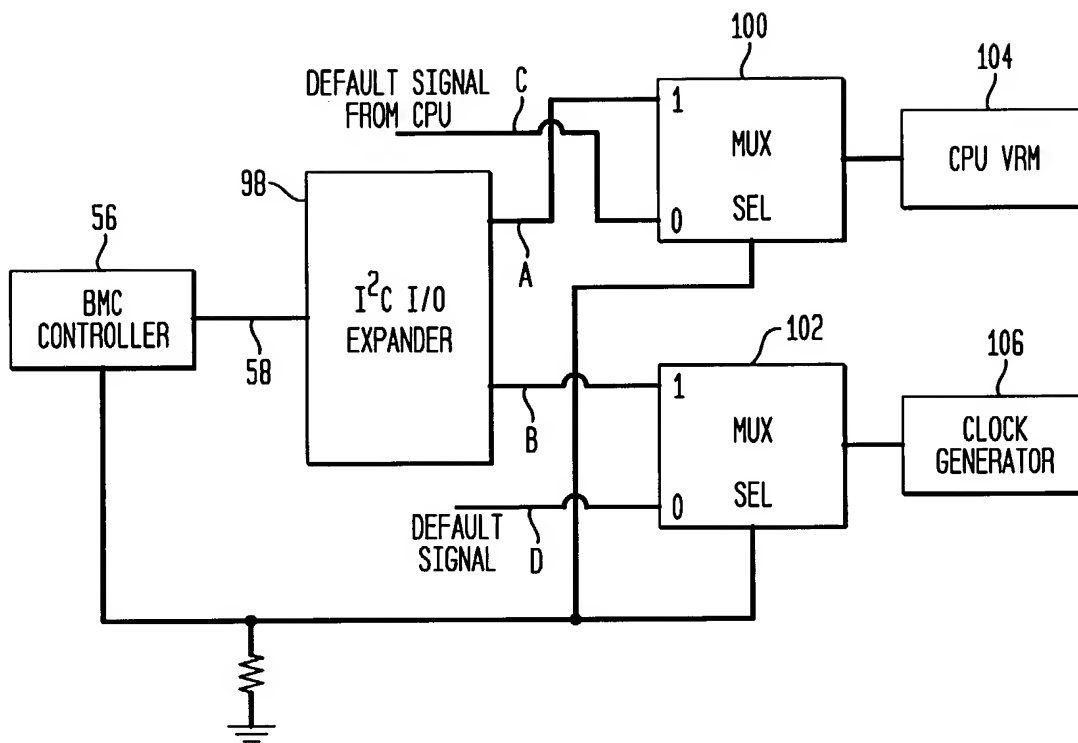 100
104
DEFAULT SIGNAL
FROM CPU
C
1
MUX
SEL
0
CPU VRM
98
A
56
BMC
CONTROLLER
58
I²C I/O
EXPANDER
102
106
B
1
MUX
SEL
0
CLOCK
GENERATOR
DEFAULT
SIGNAL
D